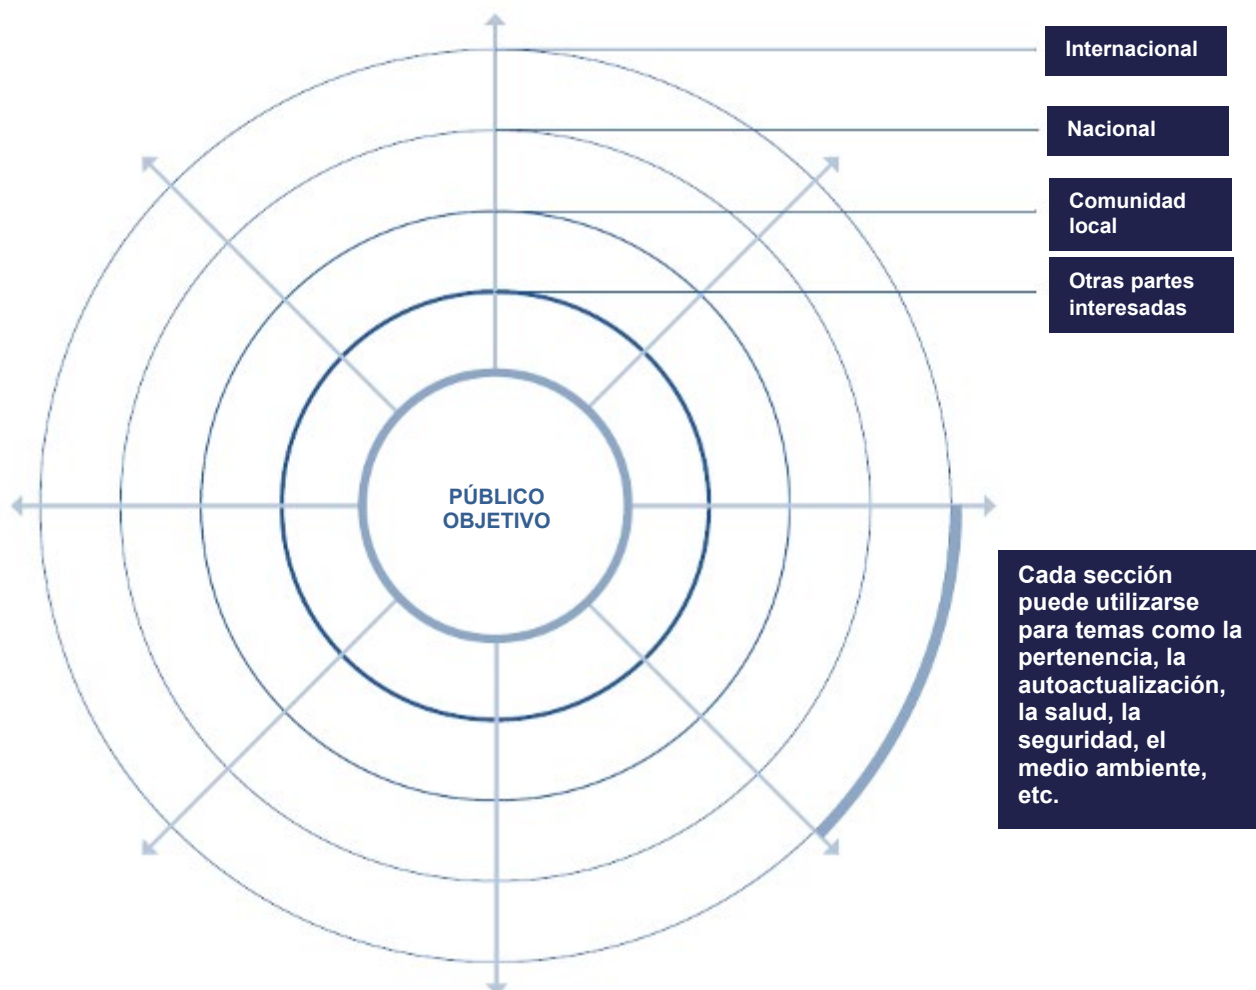 Internacional
Nacional
Comunidad
local
Otras partes
interesadas
PÚBLICO
OBJETIVO
Cada sección
puede utilizarse
para temas como la
pertenencia, la
autoactualización,
la salud, la
seguridad, el
medio ambiente,
etc.